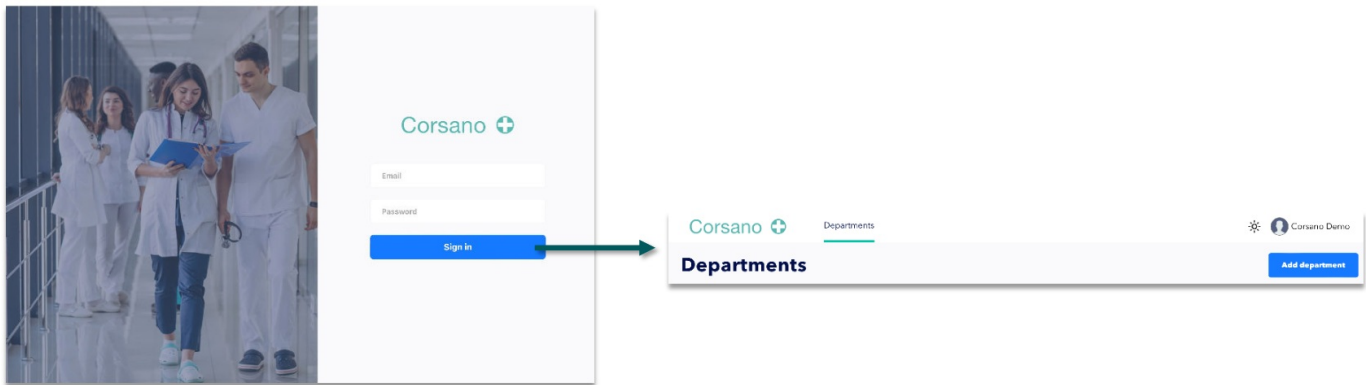 Corsano
Email
Password
Sign in
Corsano
Departments
Corsano Demo
Departments
Add department